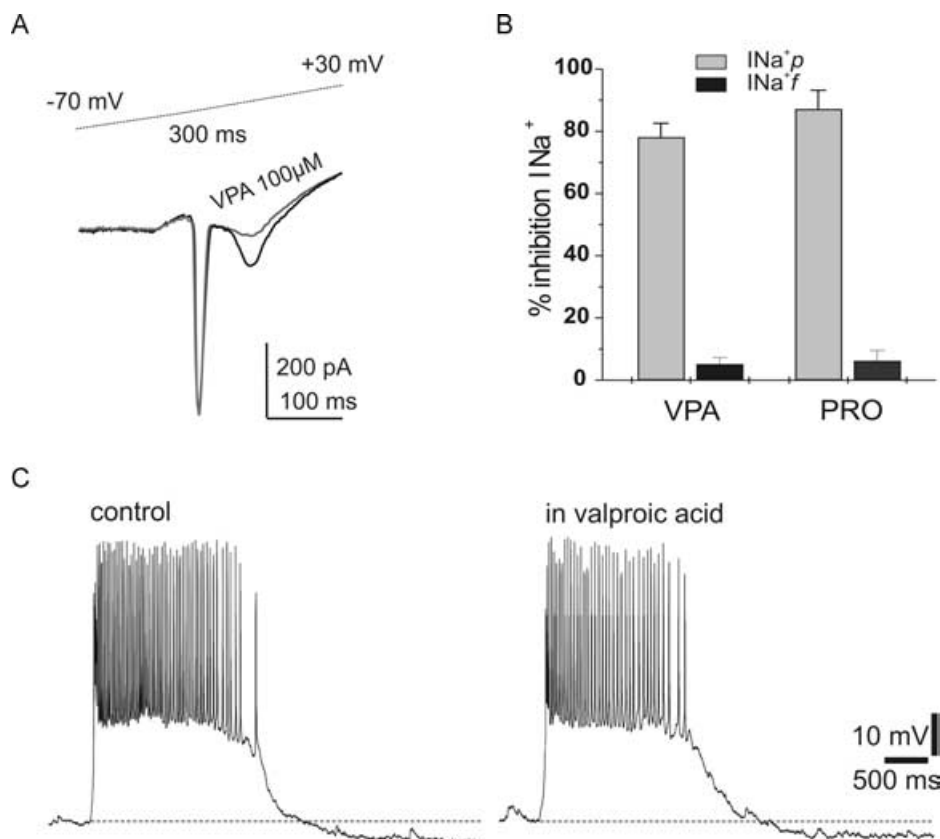 A
-70 mV
+30 mV
300 ms
VPA 100µM
200 pA
100 ms
B
INa⁺p
INa⁺f
% inhibition INa⁺
100
80
60
40
20
0
VPA
PRO
C
control
in valproic acid
10 mV
500 ms